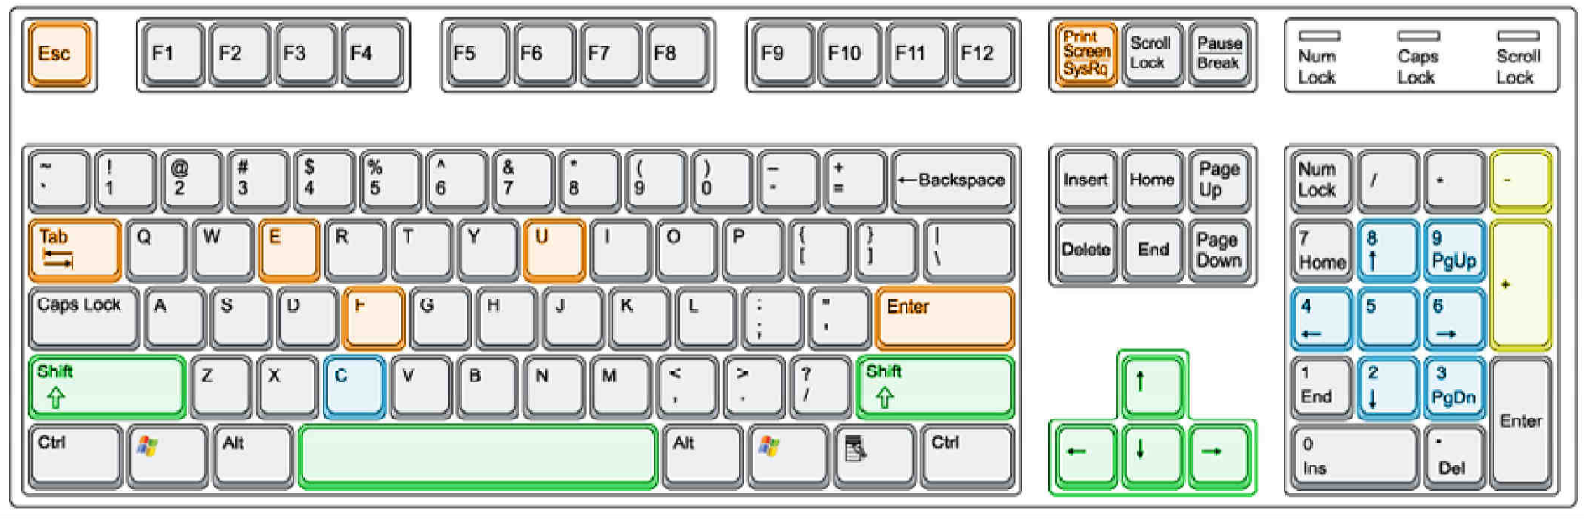 Esc F1 F2 F3 F4 F5 F6 F7 F8 F9 F10 F11 F12 Print Screen SysRq Scroll Lock Pause Break Num Lock Caps Lock Scroll Lock
~ ` ! 1 @ 2 # 3 $ 4 % 5 ^ 6 & 7 * 8 ( 9 ) 0 – - + = ←Backspace Insert Home Page Up Num Lock / * -
Tab Q W E R T Y U I O P { [ } ] | \ Delete End Page Down 7 Home 8 ↑ 9 PgUp +
Caps Lock A S D F G H J K L : ; " ' Enter 4 ← 5 6 →
Shift Z X C V B N M < , > . ? / Shift ↑ 1 End 2 ↓ 3 PgDn Enter
Ctrl Alt Alt Ctrl ← ↓ → 0 Ins . Del